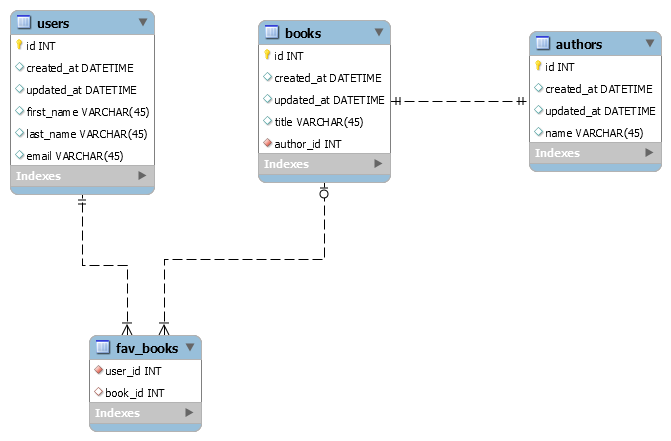 users
id INT
created_at DATETIME
updated_at DATETIME
first_name VARCHAR(45)
last_name VARCHAR(45)
email VARCHAR(45)
Indexes
books
id INT
created_at DATETIME
updated_at DATETIME
title VARCHAR(45)
author_id INT
Indexes
authors
id INT
created_at DATETIME
updated_at DATETIME
name VARCHAR(45)
Indexes
fav_books
user_id INT
book_id INT
Indexes